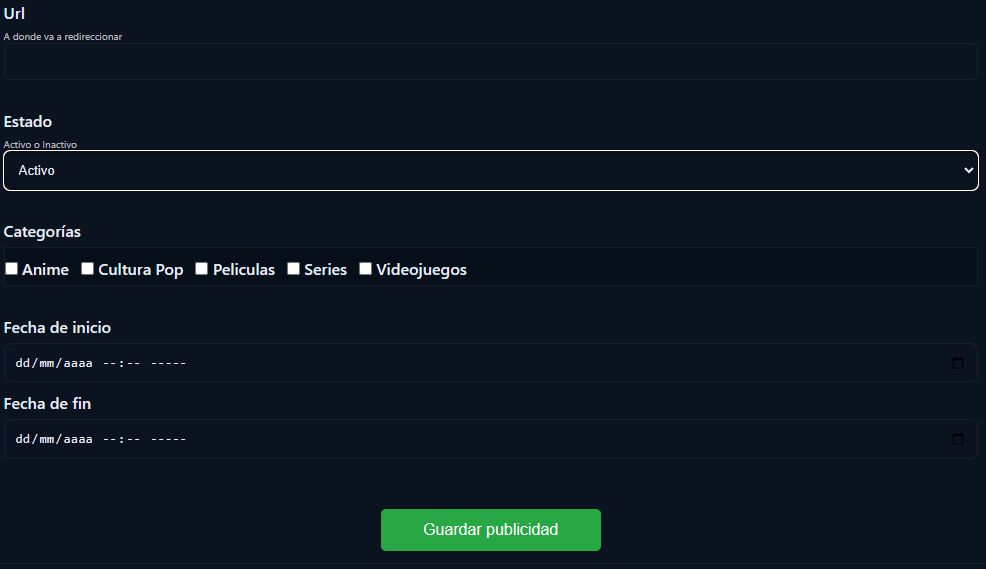 Url
A donde va a redireccionar
Estado
Activo o Inactivo
Activo
Categorías
Anime Cultura Pop Peliculas Series Videojuegos
Fecha de inicio
dd/mm/aaaa --:-- -----
Fecha de fin
dd/mm/aaaa --:-- -----
Guardar publicidad